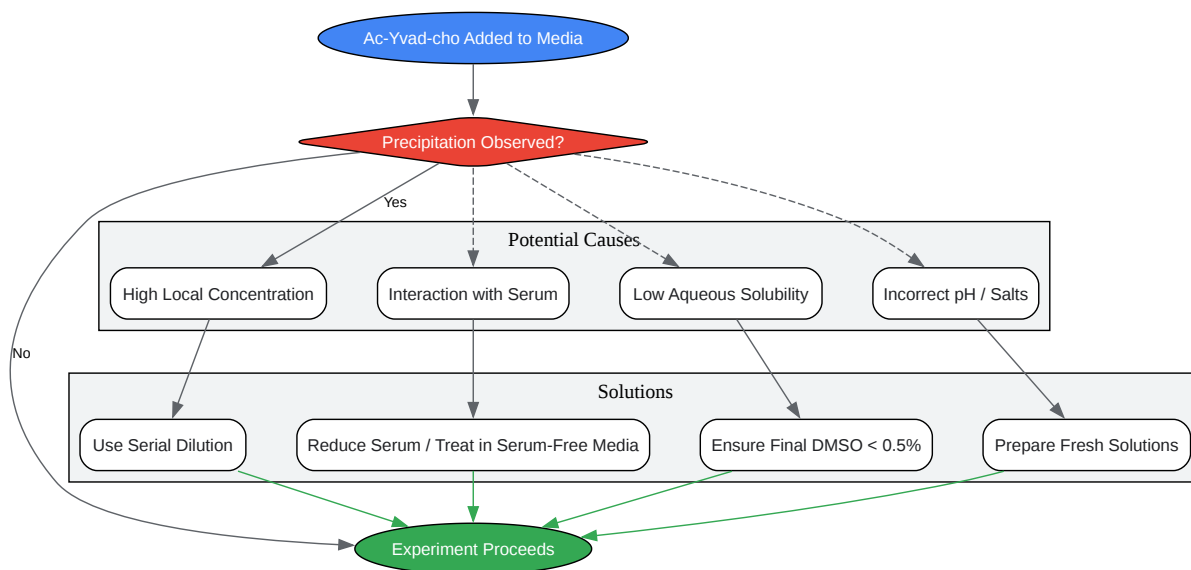 Ac-Yvad-cho Added to Media
Precipitation Observed?
Yes
Potential Causes
High Local Concentration
Interaction with Serum
Low Aqueous Solubility
Incorrect pH / Salts
No
Solutions
Use Serial Dilution
Reduce Serum / Treat in Serum-Free Media
Ensure Final DMSO < 0.5%
Prepare Fresh Solutions
Experiment Proceeds